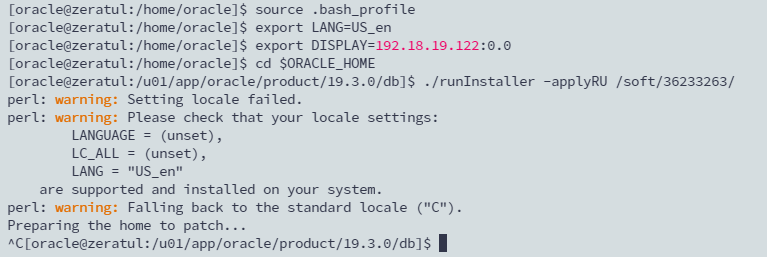 [oracle@zeratul:/home/oracle]$ source .bash_profile
[oracle@zeratul:/home/oracle]$ export LANG=US_en
[oracle@zeratul:/home/oracle]$ export DISPLAY=192.18.19.122:0.0
[oracle@zeratul:/home/oracle]$ cd $ORACLE_HOME
[oracle@zeratul:/u01/app/oracle/product/19.3.0/db]$ ./runInstaller -applyRU /soft/36233263/
perl: warning: Setting locale failed.
perl: warning: Please check that your locale settings:
        LANGUAGE = (unset),
        LC_ALL = (unset),
        LANG = "US_en"
    are supported and installed on your system.
perl: warning: Falling back to the standard locale ("C").
Preparing the home to patch...
^C[oracle@zeratul:/u01/app/oracle/product/19.3.0/db]$